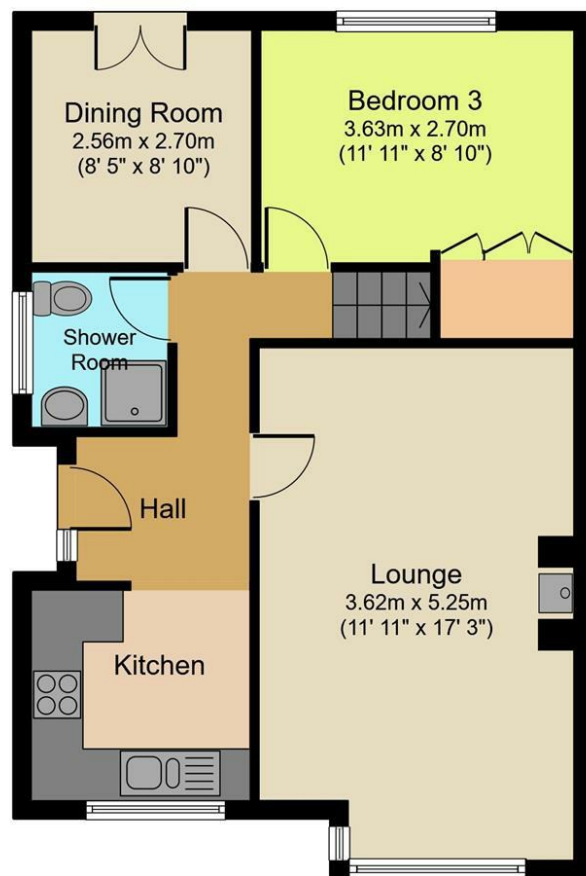 Dining Room
2.56m x 2.70m
(8' 5" x 8' 10")
Bedroom 3
3.63m x 2.70m
(11' 11" x 8' 10")
Shower
Room
Hall
Lounge
3.62m x 5.25m
(11' 11" x 17' 3")
Kitchen